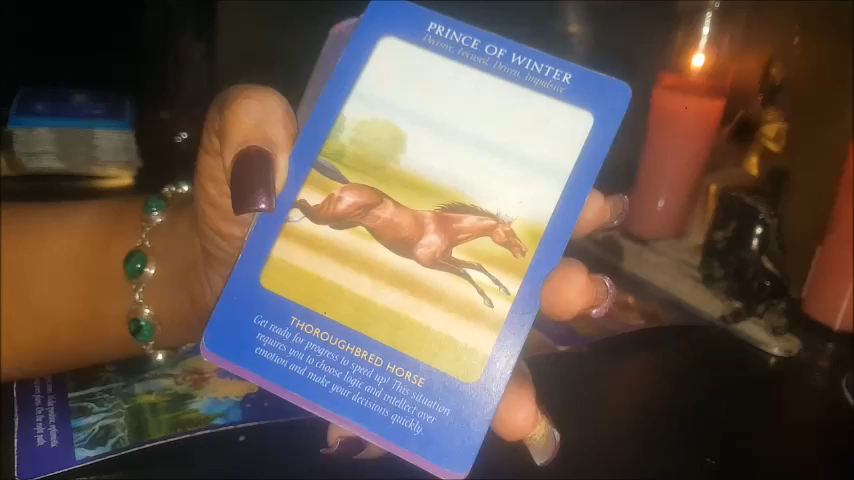 PRINCE OF WINTER
Decisive, Focused, Driven, Impulsive
THOROUGHBRED HORSE
Get ready for progress to speed up! This situation
requires you to choose logic and intellect over
emotion and make your decisions quickly.